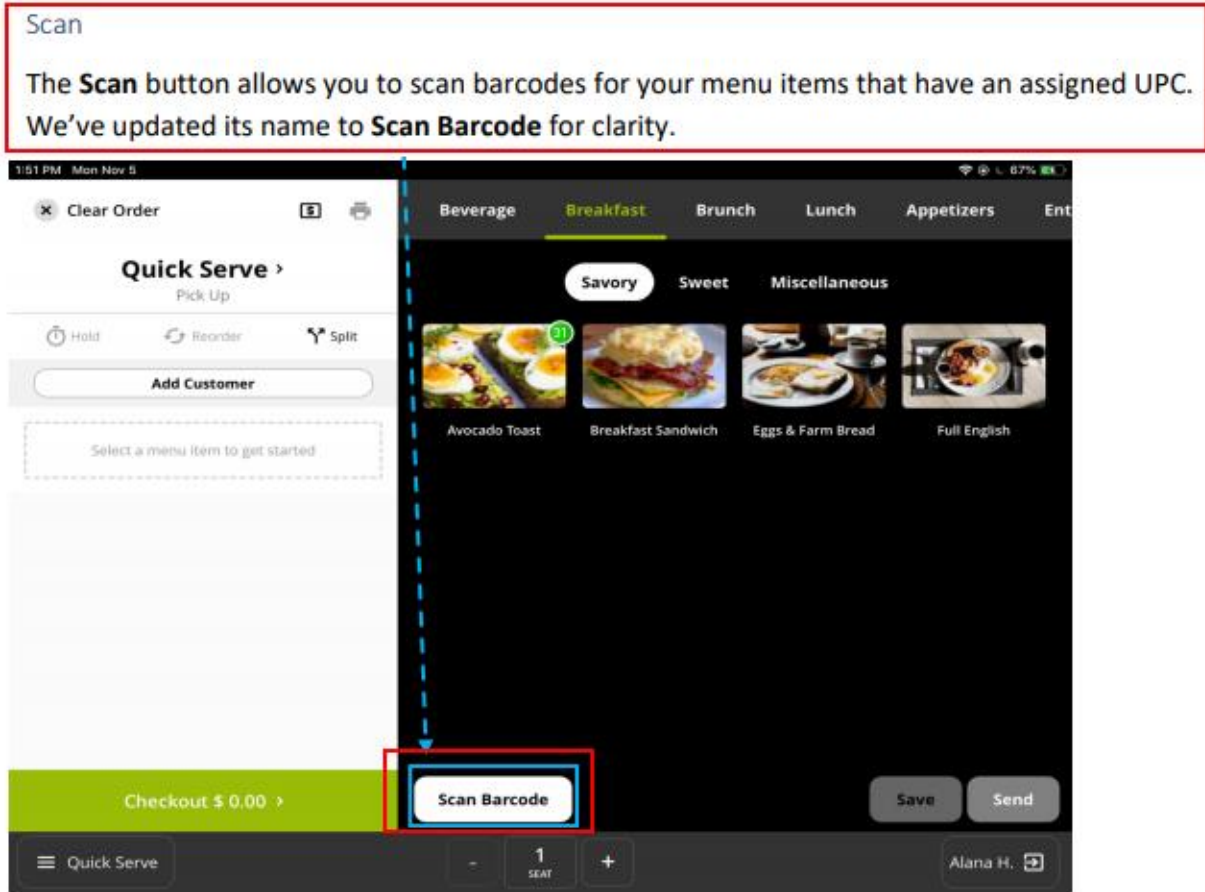 Scan
The Scan button allows you to scan barcodes for your menu items that have an assigned UPC.
We’ve updated its name to Scan Barcode for clarity.
1:51 PM Mon Nov 5
67%
Clear Order
Quick Serve >
Pick Up
Hold Reorder Split
Add Customer
Select a menu item to get started
Checkout $ 0.00 >
Beverage Breakfast Brunch Lunch Appetizers Ent
Savory Sweet Miscellaneous
31
Avocado Toast Breakfast Sandwich Eggs & Farm Bread Full English
Scan Barcode Save Send
Quick Serve - 1 + Alana H.
SEAT